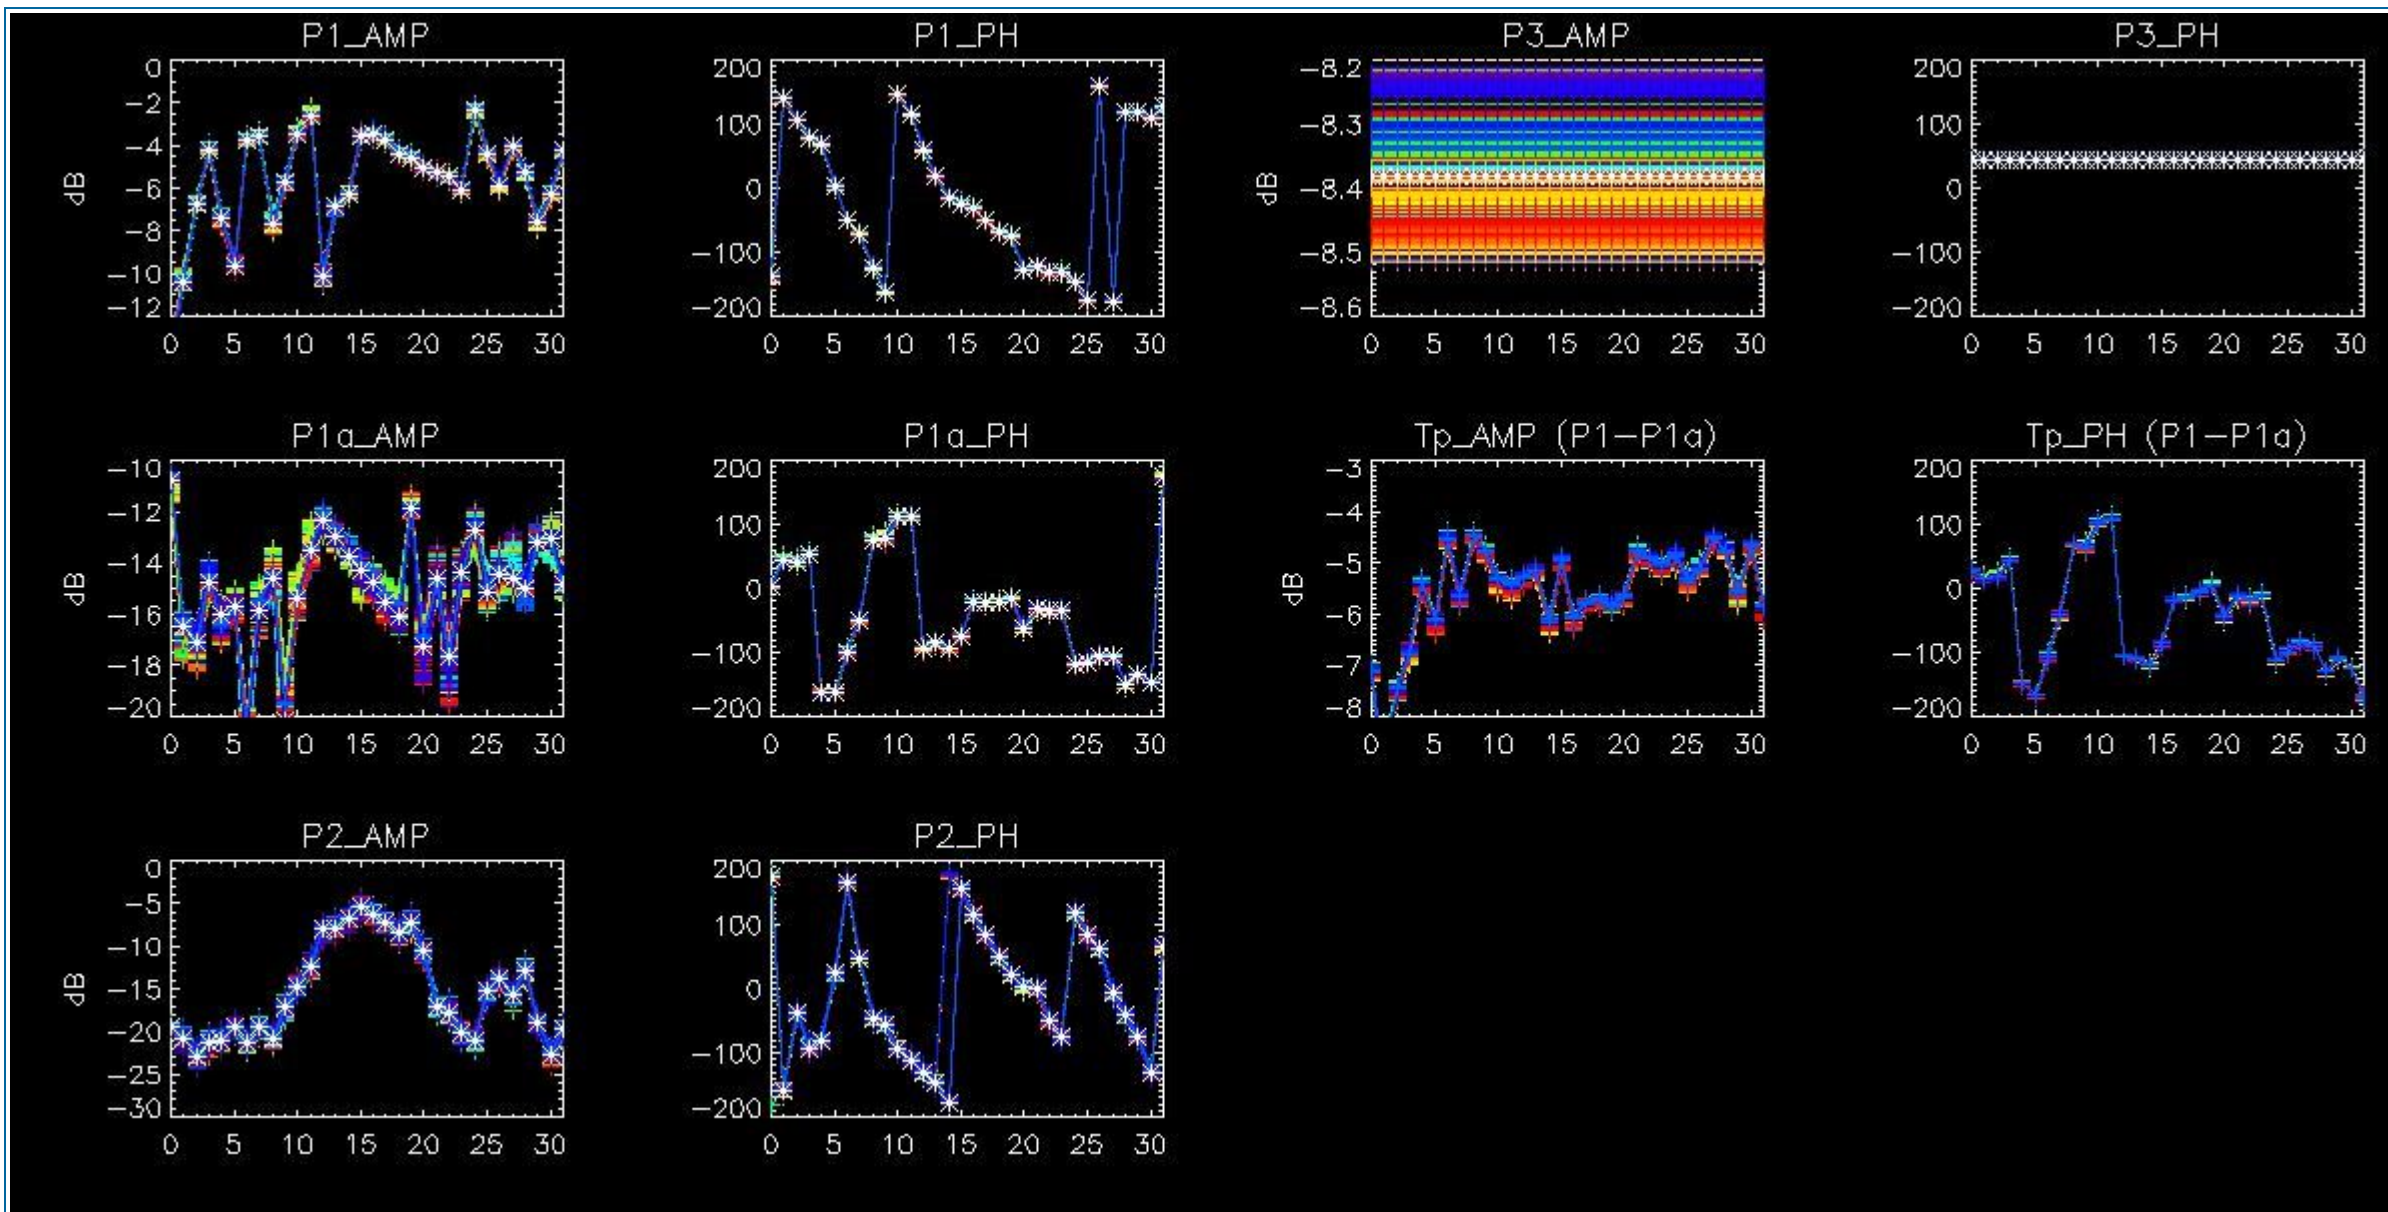 P1_AMP
P1_PH
P3_AMP
P3_PH
0
−2
−4
−6
−8
−10
−12
dB
0 5 10 15 20 25 30
200
100
0
−100
−200
0 5 10 15 20 25 30
−8.2
−8.3
−8.4
−8.5
−8.6
dB
0 5 10 15 20 25 30
200
100
0
−100
−200
0 5 10 15 20 25 30
P1a_AMP
P1a_PH
Tp_AMP (P1−P1a)
Tp_PH (P1−P1a)
−10
−12
−14
−16
−18
−20
dB
0 5 10 15 20 25 30
200
100
0
−100
−200
0 5 10 15 20 25 30
−3
−4
−5
−6
−7
−8
dB
0 5 10 15 20 25 30
200
100
0
−100
−200
0 5 10 15 20 25 30
P2_AMP
P2_PH
0
−5
−10
−15
−20
−25
−30
dB
0 5 10 15 20 25 30
200
100
0
−100
−200
0 5 10 15 20 25 30